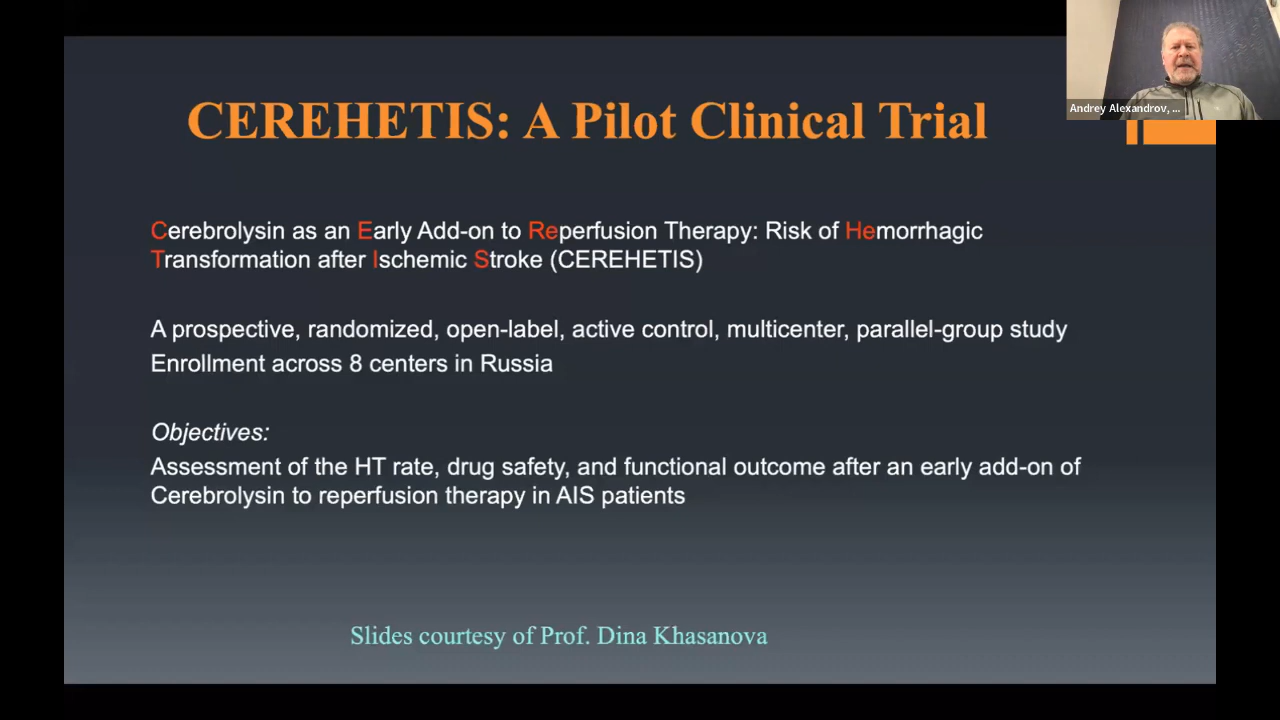 CEREHETIS: A Pilot Clinical Trial
Andrey Alexandrov, ...
Cerebrolysin as an Early Add-on to Reperfusion Therapy: Risk of Hemorrhagic
Transformation after Ischemic Stroke (CEREHETIS)
A prospective, randomized, open-label, active control, multicenter, parallel-group study
Enrollment across 8 centers in Russia
Objectives:
Assessment of the HT rate, drug safety, and functional outcome after an early add-on of
Cerebrolysin to reperfusion therapy in AIS patients
Slides courtesy of Prof. Dina Khasanova